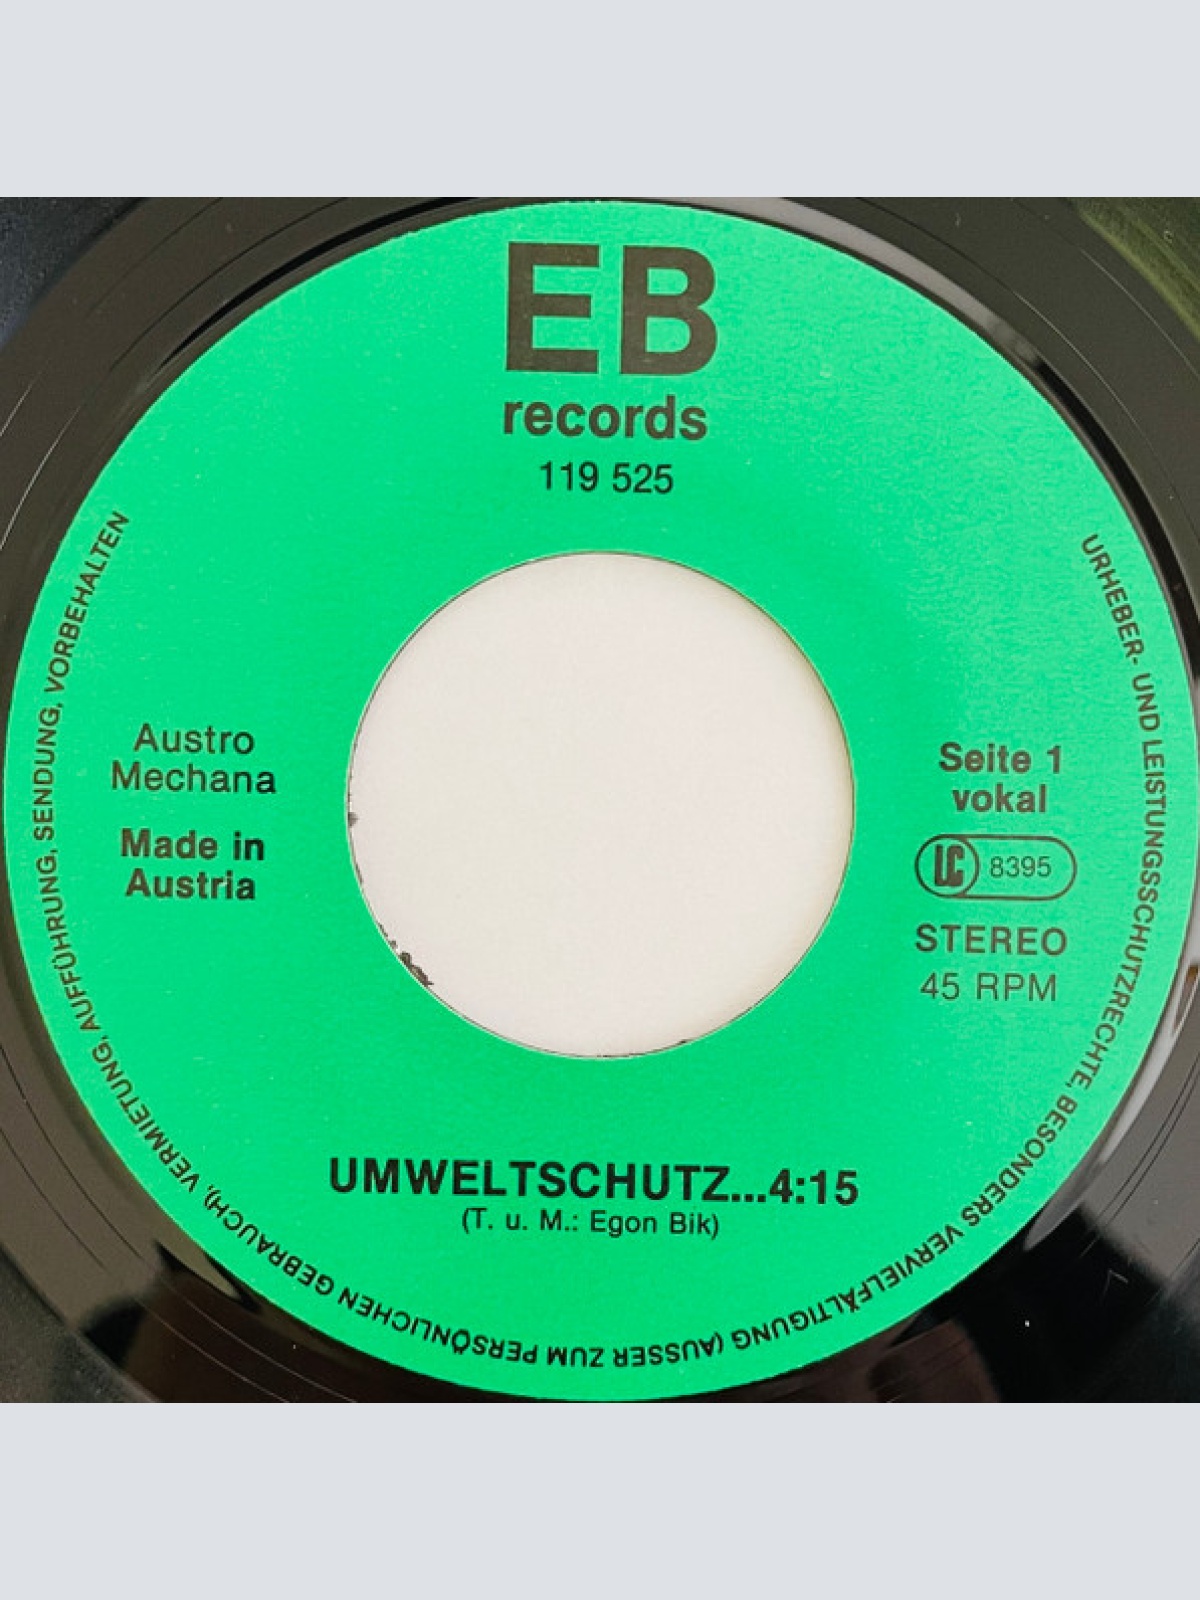 EB
records
119 525
Austro
Mechana
Made in
Austria
Seite 1
vokal
LC 8395
STEREO
45 RPM
UMWELTSCHUTZ...4:15
(T. u. M.: Egon Bik)
URHEBER- UND LEISTUNGSSCHUTZRECHTE, BESONDERS VERVIELFÄLTIGUNG (AUSSER ZUM PERSÖNLICHEN GEBRAUCH), VERMIETUNG, AUFFÜHRUNG, SENDUNG, VORBEHALTEN